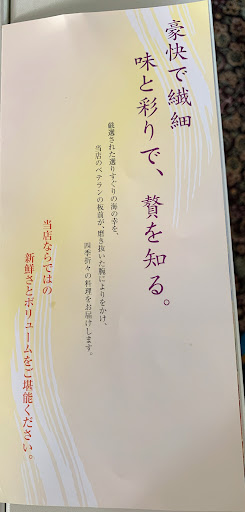 豪快で繊細
味と彩りで、贅を知る。
厳選された選りすぐりの海の幸を、
当店のベテランの板前が、磨き抜いた腕によりをかけ、
四季折々の料理をお届けします。
当店ならではの
新鮮さとボリュームをご堪能ください。